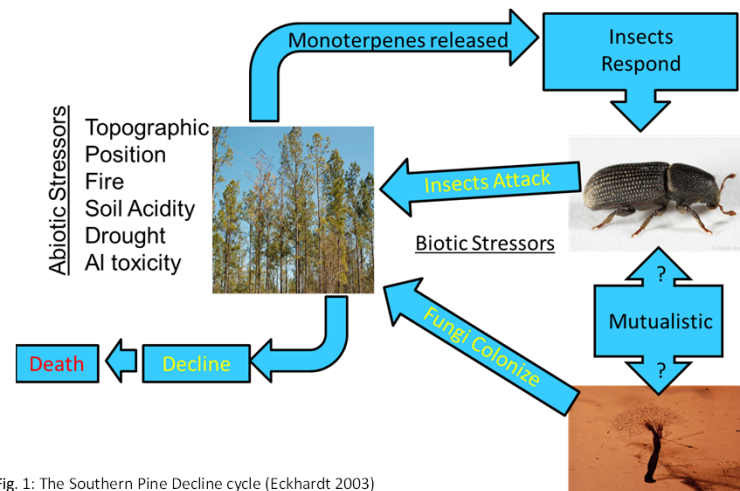 Monoterpenes released
Insects
Respond
Abiotic Stressors
Topographic
Position
Fire
Soil Acidity
Drought
Al toxicity
Insects Attack
Biotic Stressors
?
Mutualistic
?
Fungi Colonize
Decline
Death
Fig. 1: The Southern Pine Decline cycle (Eckhardt 2003)